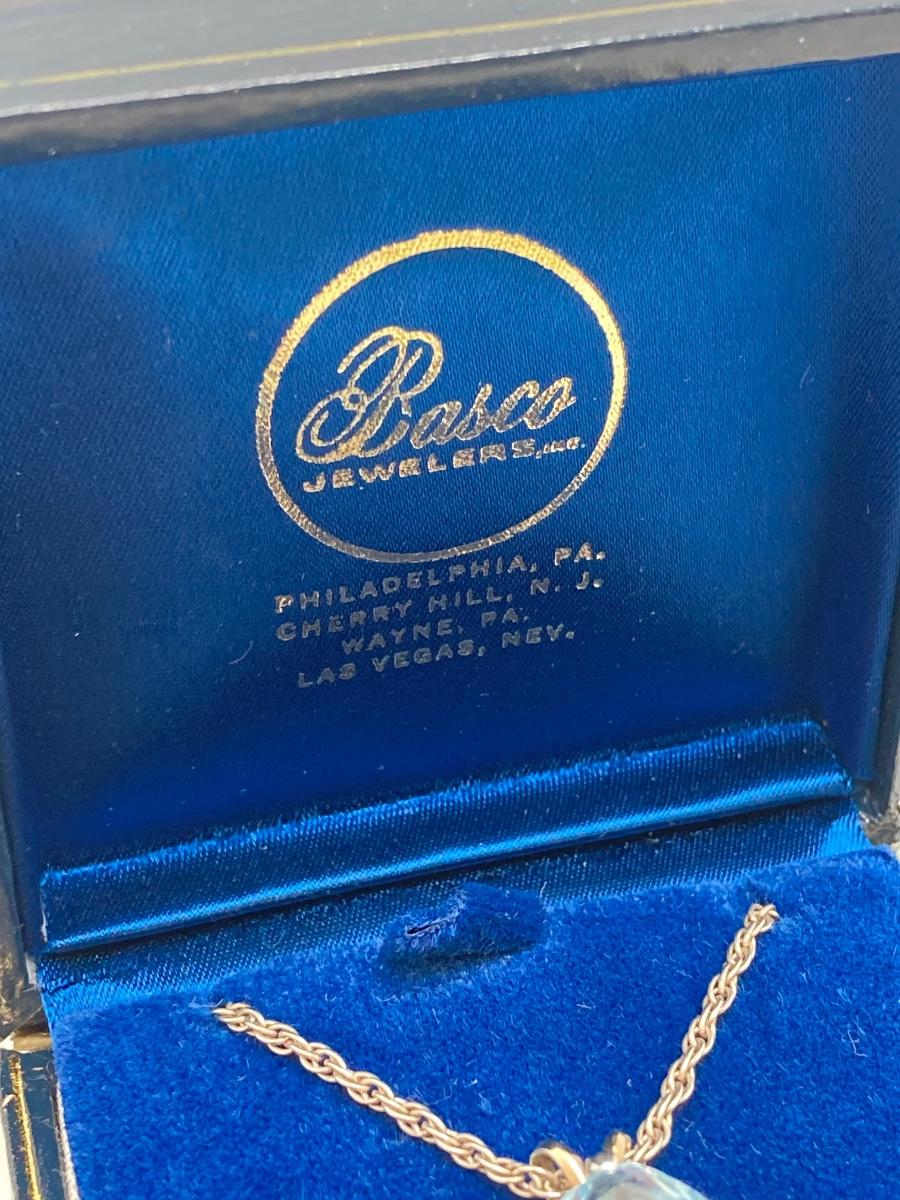 Basco
JEWELERS, INC.
PHILADELPHIA, PA.
CHERRY HILL, N. J.
WAYNE, PA.
LAS VEGAS, NEV.